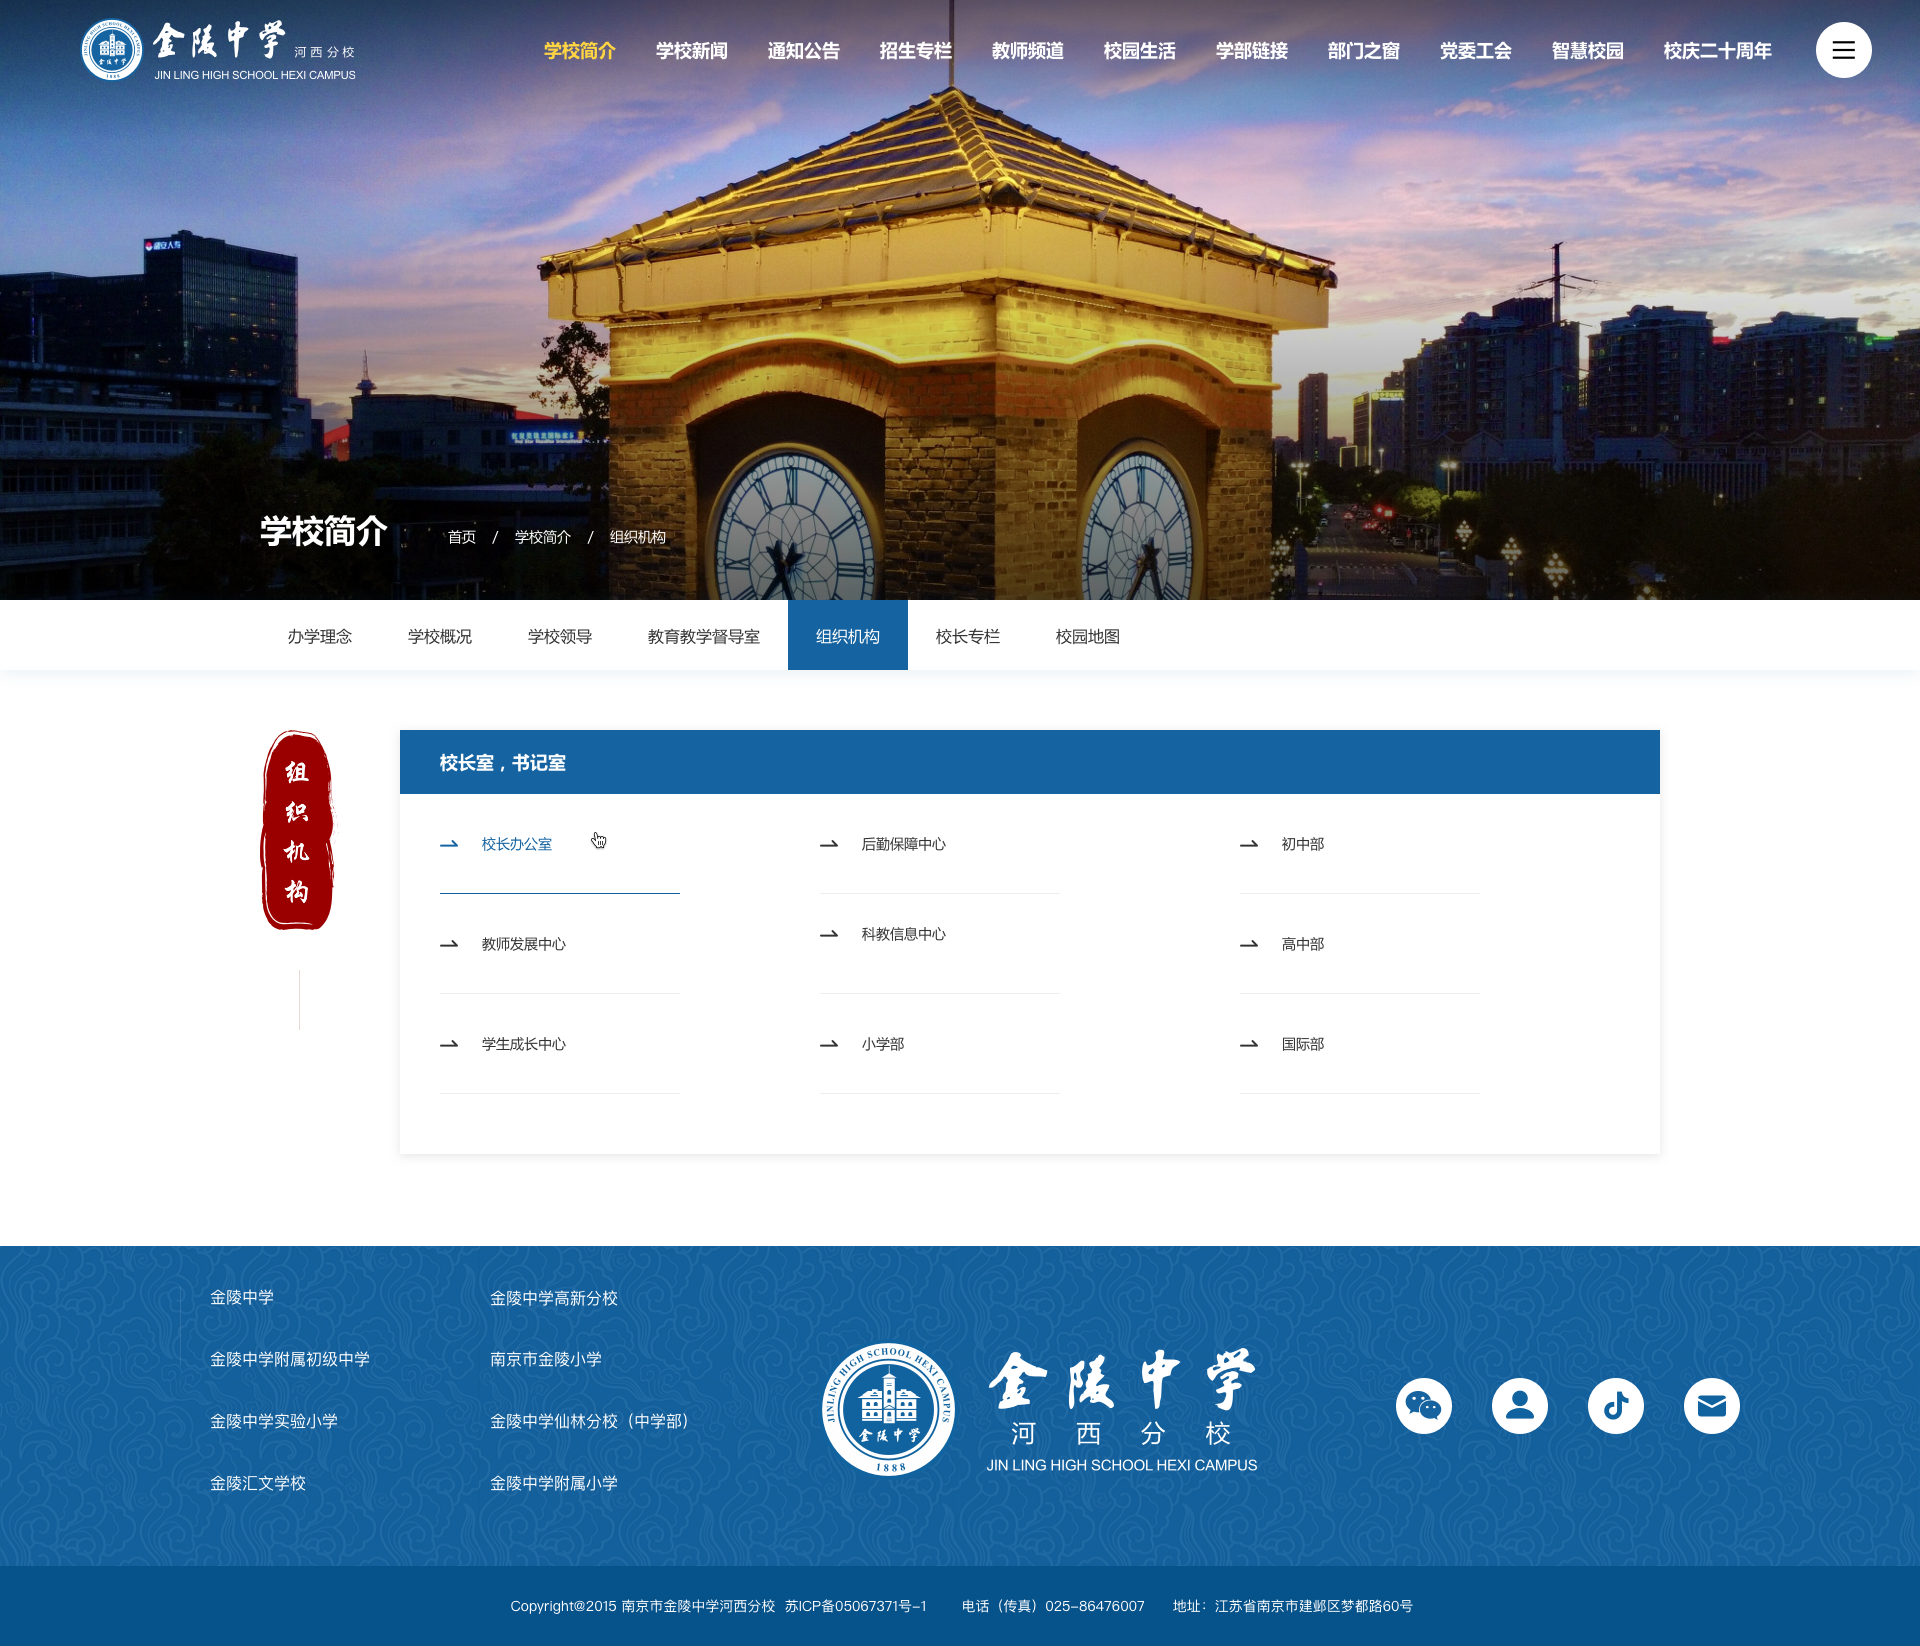 金陵中学 河西分校
JIN LING HIGH SCHOOL HEXI CAMPUS
学校简介 学校新闻 通知公告 招生专栏 教师频道 校园生活 学部链接 部门之窗 党委工会 智慧校园 校庆二十周年
学校简介 首页 / 学校简介 / 组织机构
办学理念 学校概况 学校领导 教育教学督导室 组织机构 校长专栏 校园地图
组织机构
校长室，书记室
校长办公室 后勤保障中心 初中部
教师发展中心 科教信息中心 高中部
学生成长中心 小学部 国际部
金陵中学 金陵中学高新分校
金陵中学附属初级中学 南京市金陵小学
金陵中学实验小学 金陵中学仙林分校（中学部）
金陵汇文学校 金陵中学附属小学
JINLING HIGH SCHOOL HEXI CAMPUS
金陵中学
1888
金陵中学
河西分校
JIN LING HIGH SCHOOL HEXI CAMPUS
Copyright@2015 南京市金陵中学河西分校 苏ICP备05067371号-1 电话（传真）025-86476007 地址：江苏省南京市建邺区梦都路60号